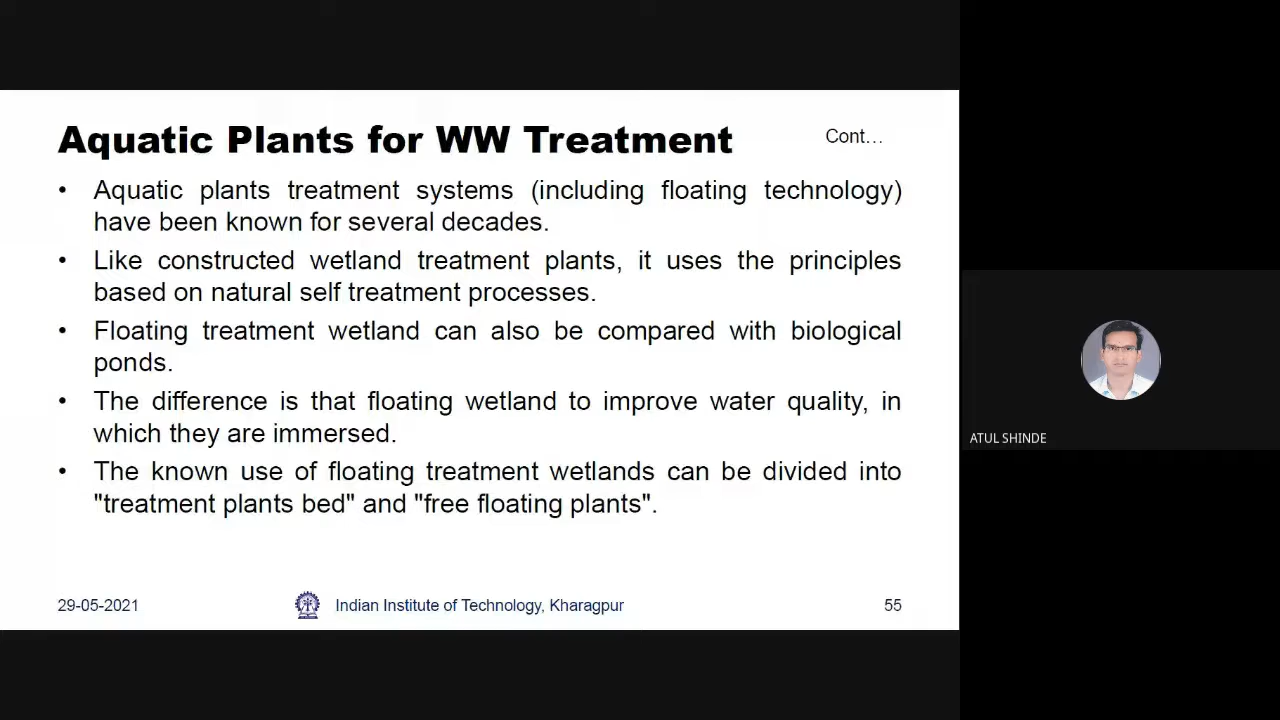 Aquatic Plants for WW Treatment
Cont...
• Aquatic plants treatment systems (including floating technology)
have been known for several decades.
• Like constructed wetland treatment plants, it uses the principles
based on natural self treatment processes.
• Floating treatment wetland can also be compared with biological
ponds.
• The difference is that floating wetland to improve water quality, in
which they are immersed.
• The known use of floating treatment wetlands can be divided into
"treatment plants bed" and "free floating plants".
29-05-2021
Indian Institute of Technology, Kharagpur
55
ATUL SHINDE